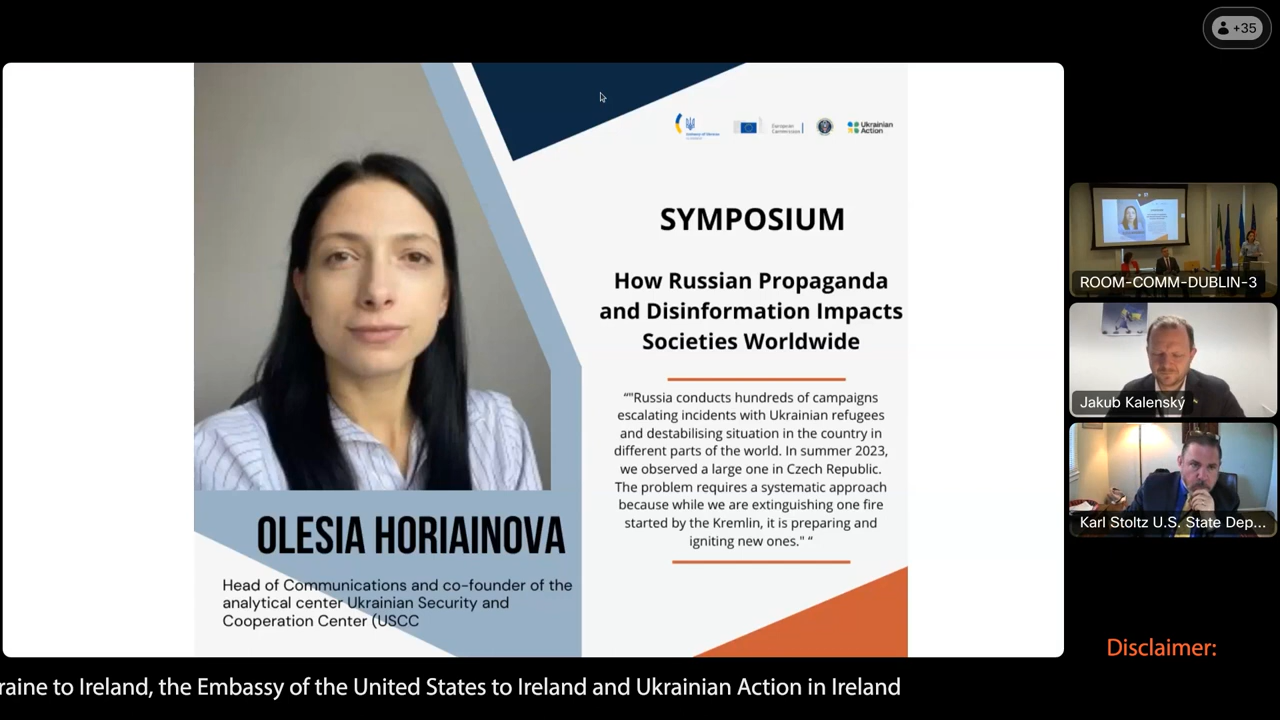 +35
European
Commission
Ukrainian
Action
SYMPOSIUM
How Russian Propaganda
and Disinformation Impacts
Societies Worldwide
“"Russia conducts hundreds of campaigns
escalating incidents with Ukrainian refugees
and destabilising situation in the country in
different parts of the world. In summer 2023,
we observed a large one in Czech Republic.
The problem requires a systematic approach
because while we are extinguishing one fire
started by the Kremlin, it is preparing and
igniting new ones." “
OLESIA HORIAINOVA
Head of Communications and co-founder of the
analytical center Ukrainian Security and
Cooperation Center (USCC
ROOM-COMM-DUBLIN-3
Jakub Kalenský
Karl Stoltz U.S. State Dep...
Disclaimer:
raine to Ireland, the Embassy of the United States to Ireland and Ukrainian Action in Ireland